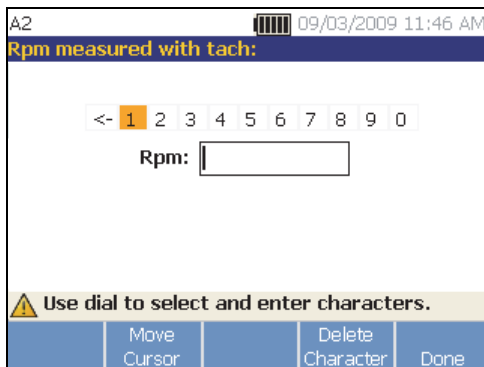 A2 09/03/2009 11:46 AM
Rpm measured with tach:
<- 1 2 3 4 5 6 7 8 9 0
Rpm:
Use dial to select and enter characters.
Move Delete
Cursor Character Done